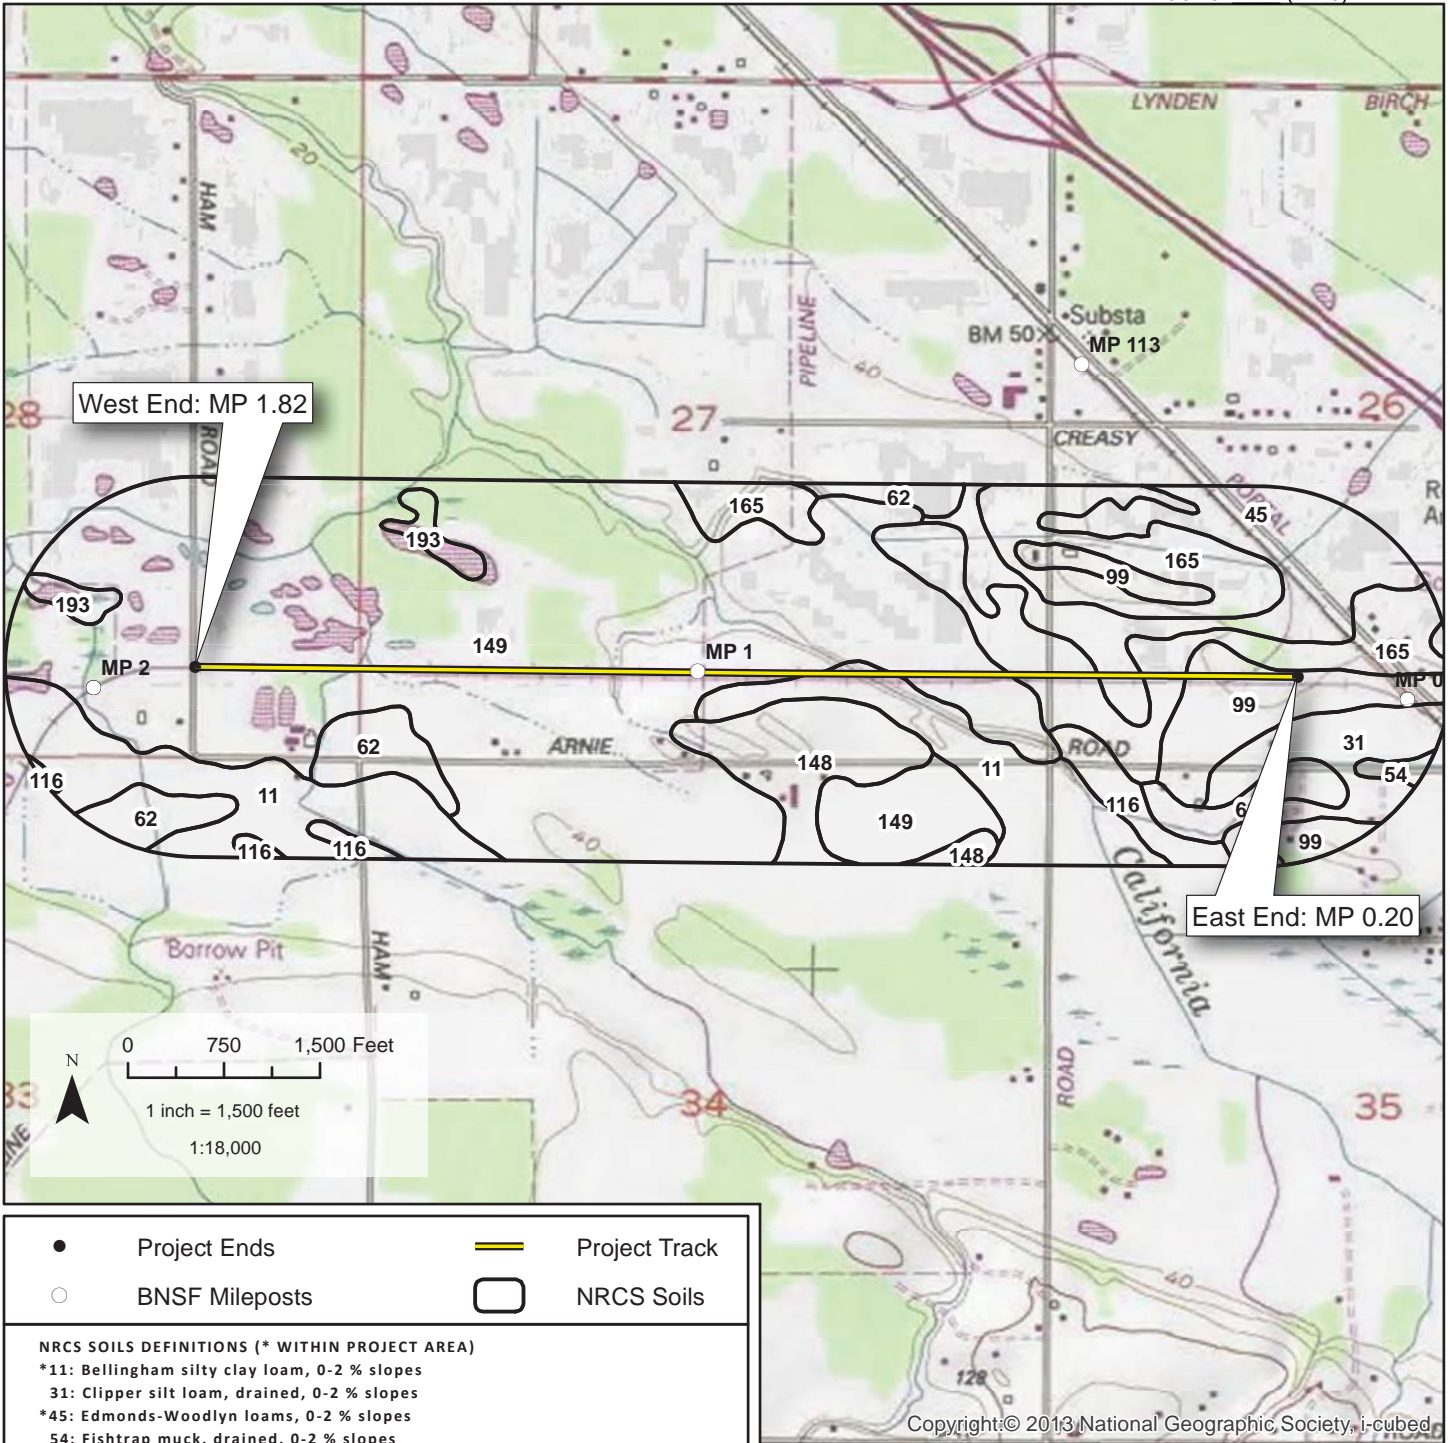 LYNDEN
BIRCH
20
HAM
PIPELINE
Substa
BM 50
MP 113
40
West End: MP 1.82
28
27
26
CREASY
ROAD
PORTAL
165
62
45
193
165
99
193
149
MP 1
165
MP 2
MP 0
99
62
ARNIE
ROAD
31
148
11
54
116
11
116
62
149
99
116
116
148
40
California
East End: MP 0.20
Borrow Pit
HAM
0 750 1,500 Feet
N
1 inch = 1,500 feet
1:18,000
33
34
35
ROAD
40
128
Project Ends
Project Track
BNSF Mileposts
NRCS Soils
NRCS SOILS DEFINITIONS (* WITHIN PROJECT AREA)
*11: Bellingham silty clay loam, 0-2 % slopes
31: Clipper silt loam, drained, 0-2 % slopes
*45: Edmonds-Woodlyn loams, 0-2 % slopes
54: Fishtrap muck, drained, 0-2 % slopes
Copyright:© 2013 National Geographic Society, i-cubed
ROAD